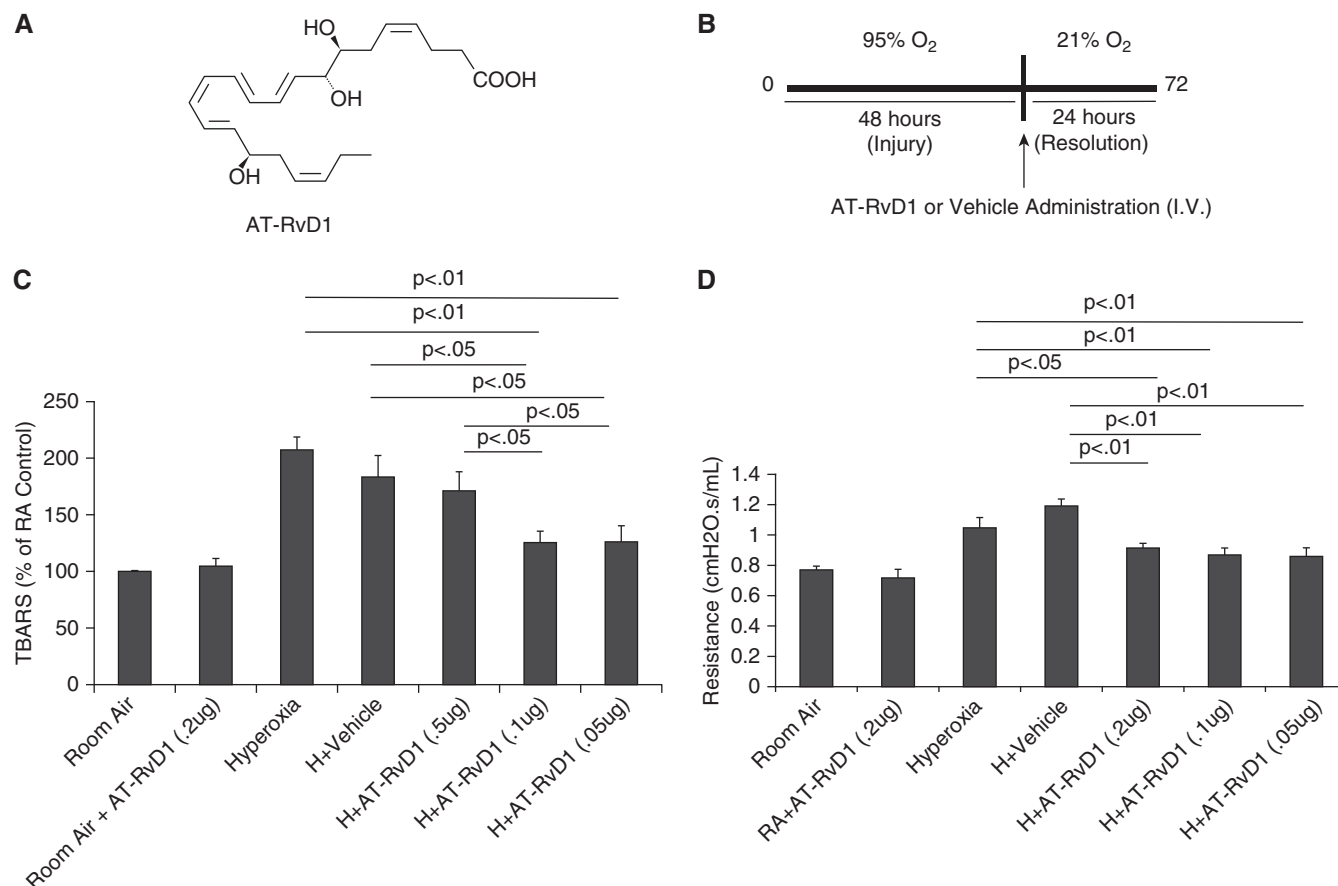 A
HO
COOH
OH
OH
AT-RvD1
B
95% O2
21% O2
0
72
48 hours
(Injury)
24 hours
(Resolution)
AT-RvD1 or Vehicle Administration (I.V.)
C
p<.01
p<.01
p<.05
p<.05
p<.05
p<.05
TBARS (% of RA Control)
250
200
150
100
50
0
Room Air
Room Air + AT-RvD1 (.2ug)
Hyperoxia
H+Vehicle
H+AT-RvD1 (.5ug)
H+AT-RvD1 (.1ug)
H+AT-RvD1 (.05ug)
D
p<.01
p<.01
p<.05
p<.01
p<.01
p<.01
Resistance (cmH2O.s/mL)
1.4
1.2
1
0.8
0.6
0.4
0.2
0
Room Air
RA+AT-RvD1 (.2ug)
Hyperoxia
H+Vehicle
H+AT-RvD1 (.2ug)
H+AT-RvD1 (.1ug)
H+AT-RvD1 (.05ug)